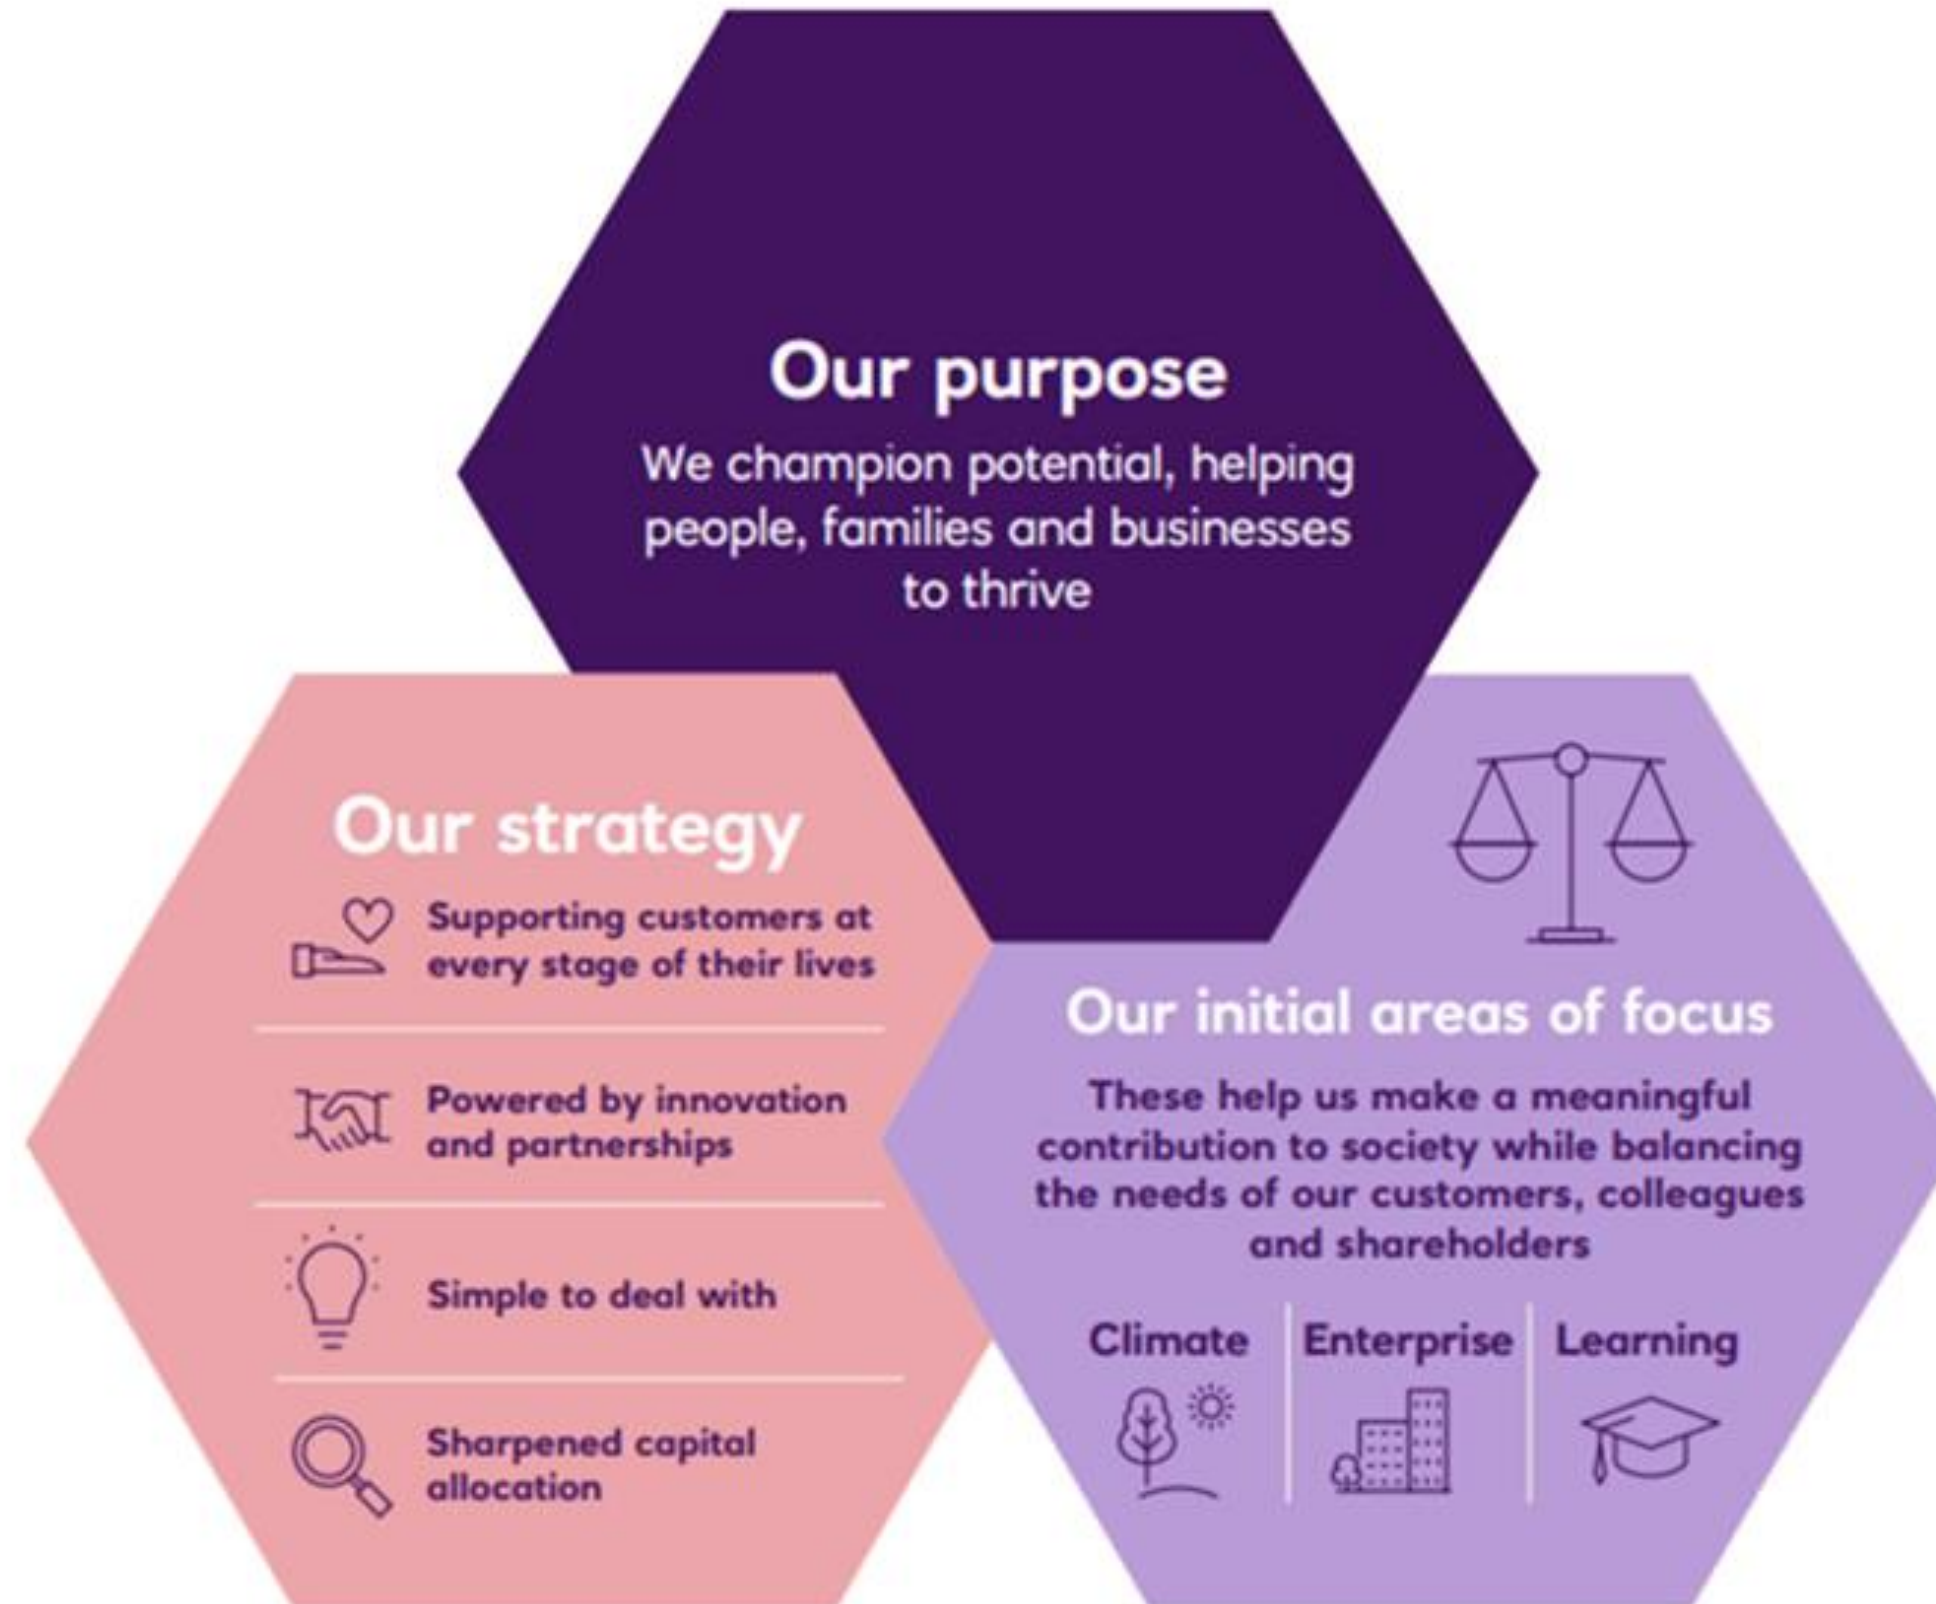 Our purpose
We champion potential, helping
people, families and businesses
to thrive
Our strategy
Supporting customers at
every stage of their lives
Powered by innovation
and partnerships
Simple to deal with
Sharpened capital
allocation
Our initial areas of focus
These help us make a meaningful
contribution to society while balancing
the needs of our customers, colleagues
and shareholders
Climate
Enterprise
Learning